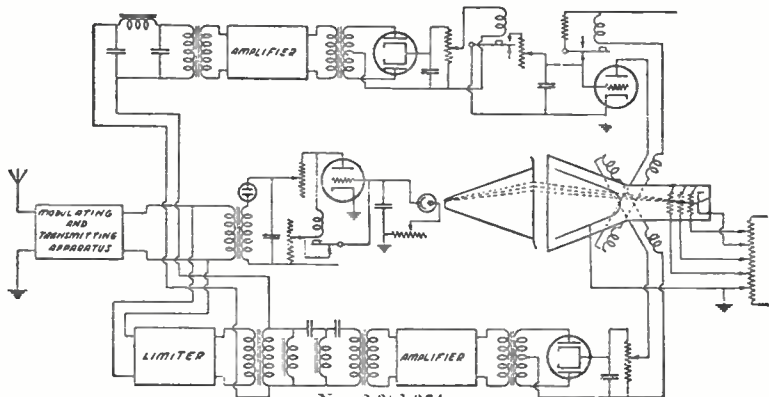 AMPLIFIER
MODULATING
AND
TRANSMITTING
APPARATUS
LIMITER
AMPLIFIER